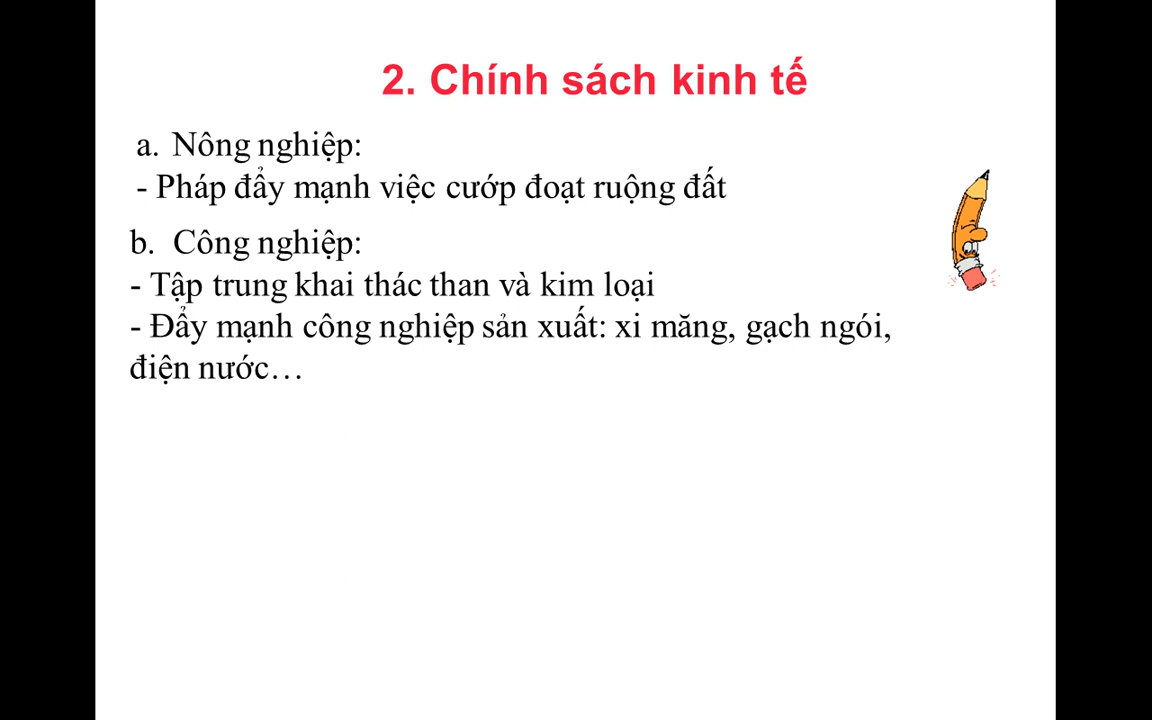 2. Chính sách kinh tế
a. Nông nghiệp:
- Pháp đẩy mạnh việc cướp đoạt ruộng đất
b. Công nghiệp:
- Tập trung khai thác than và kim loại
- Đẩy mạnh công nghiệp sản xuất: xi măng, gạch ngói,
điện nước…